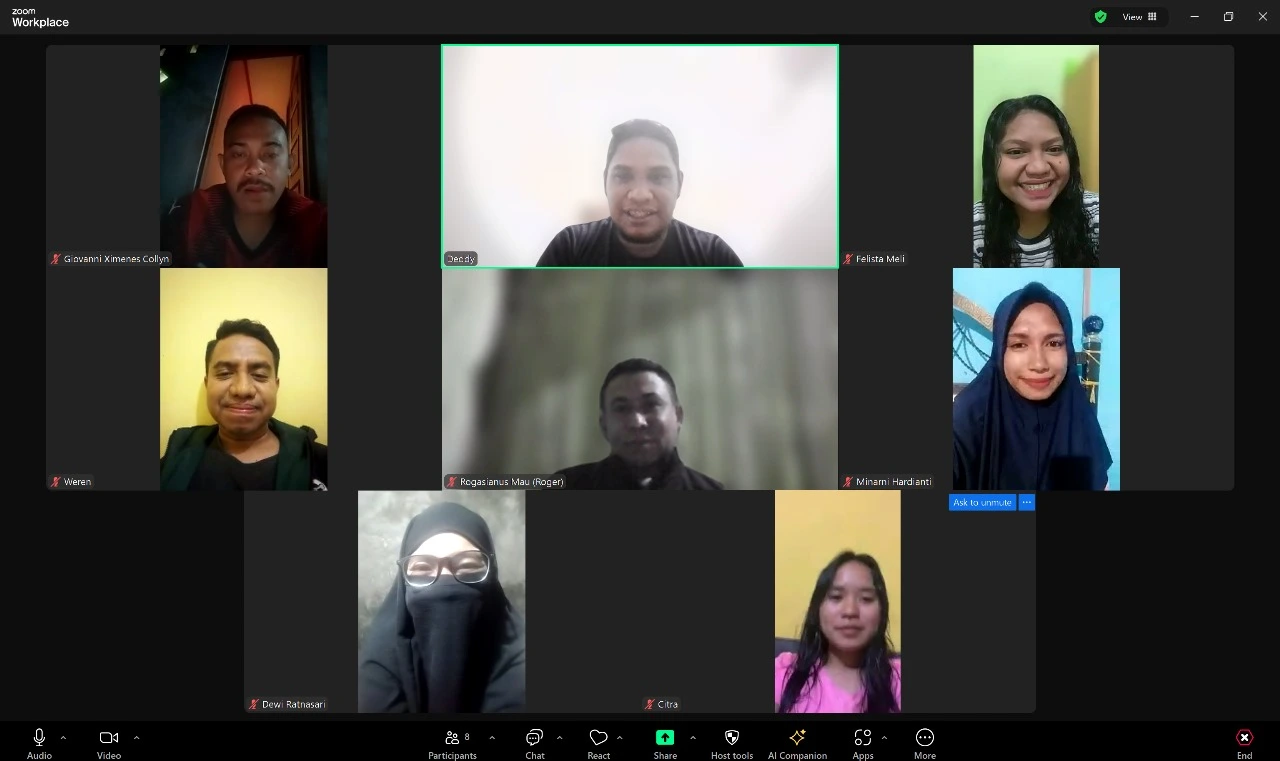 zoom
Workplace
View
Giovanni Ximenes Collyn
Deddy
Felista Meli
Weren
Rogasianus Mau (Roger)
Minarni Hardianti
Ask to unmute ...
Dewi Ratnasari
Citra
8
Audio
Video
Participants
Chat
React
Share
Host tools
AI Companion
Apps
More
End